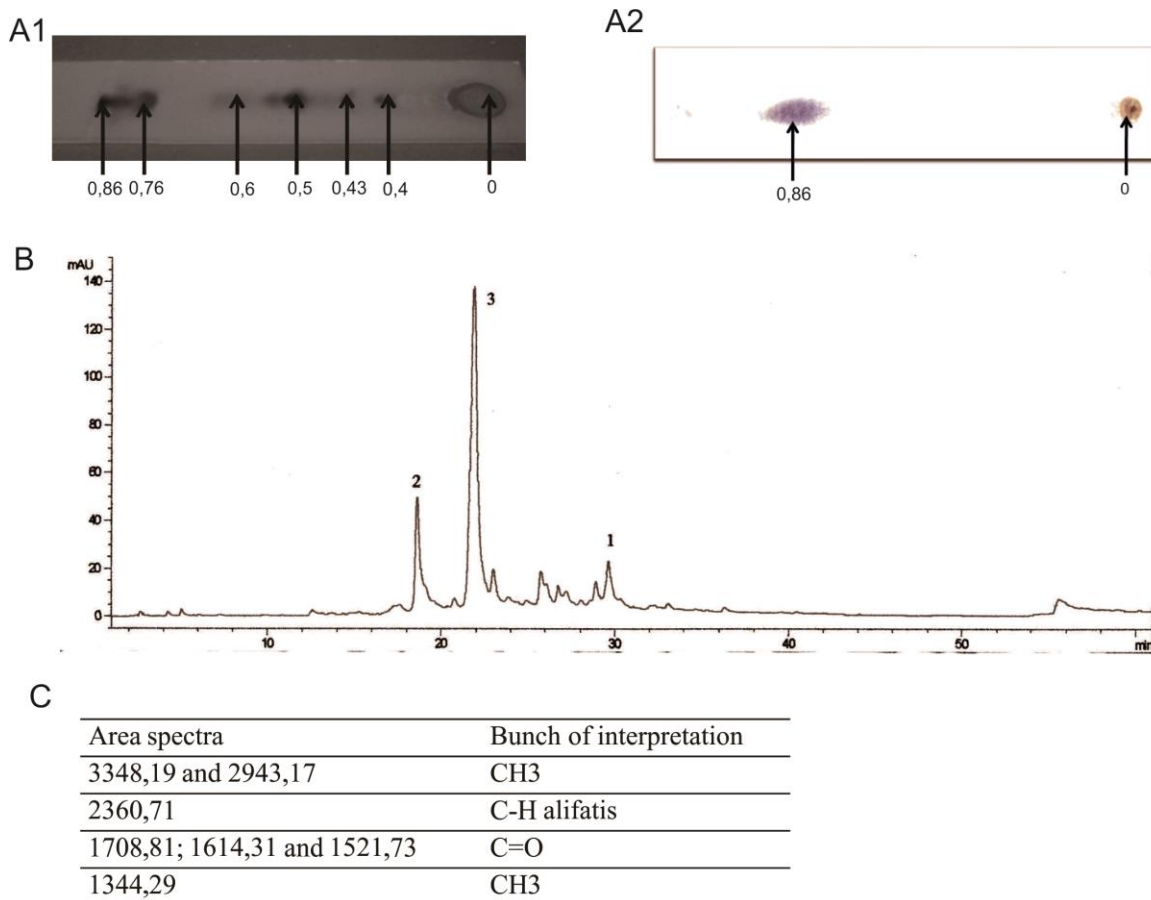 A1
A2
0,86 0,76 0,6 0,5 0,43 0,4 0
0,86 0
B
mAU
140
120
100
80
60
40
20
0
2
3
1
10 20 30 40 50 min
C
Area spectra Bunch of interpretation
3348,19 and 2943,17 CH3
2360,71 C-H alifatis
1708,81; 1614,31 and 1521,73 C=O
1344,29 CH3